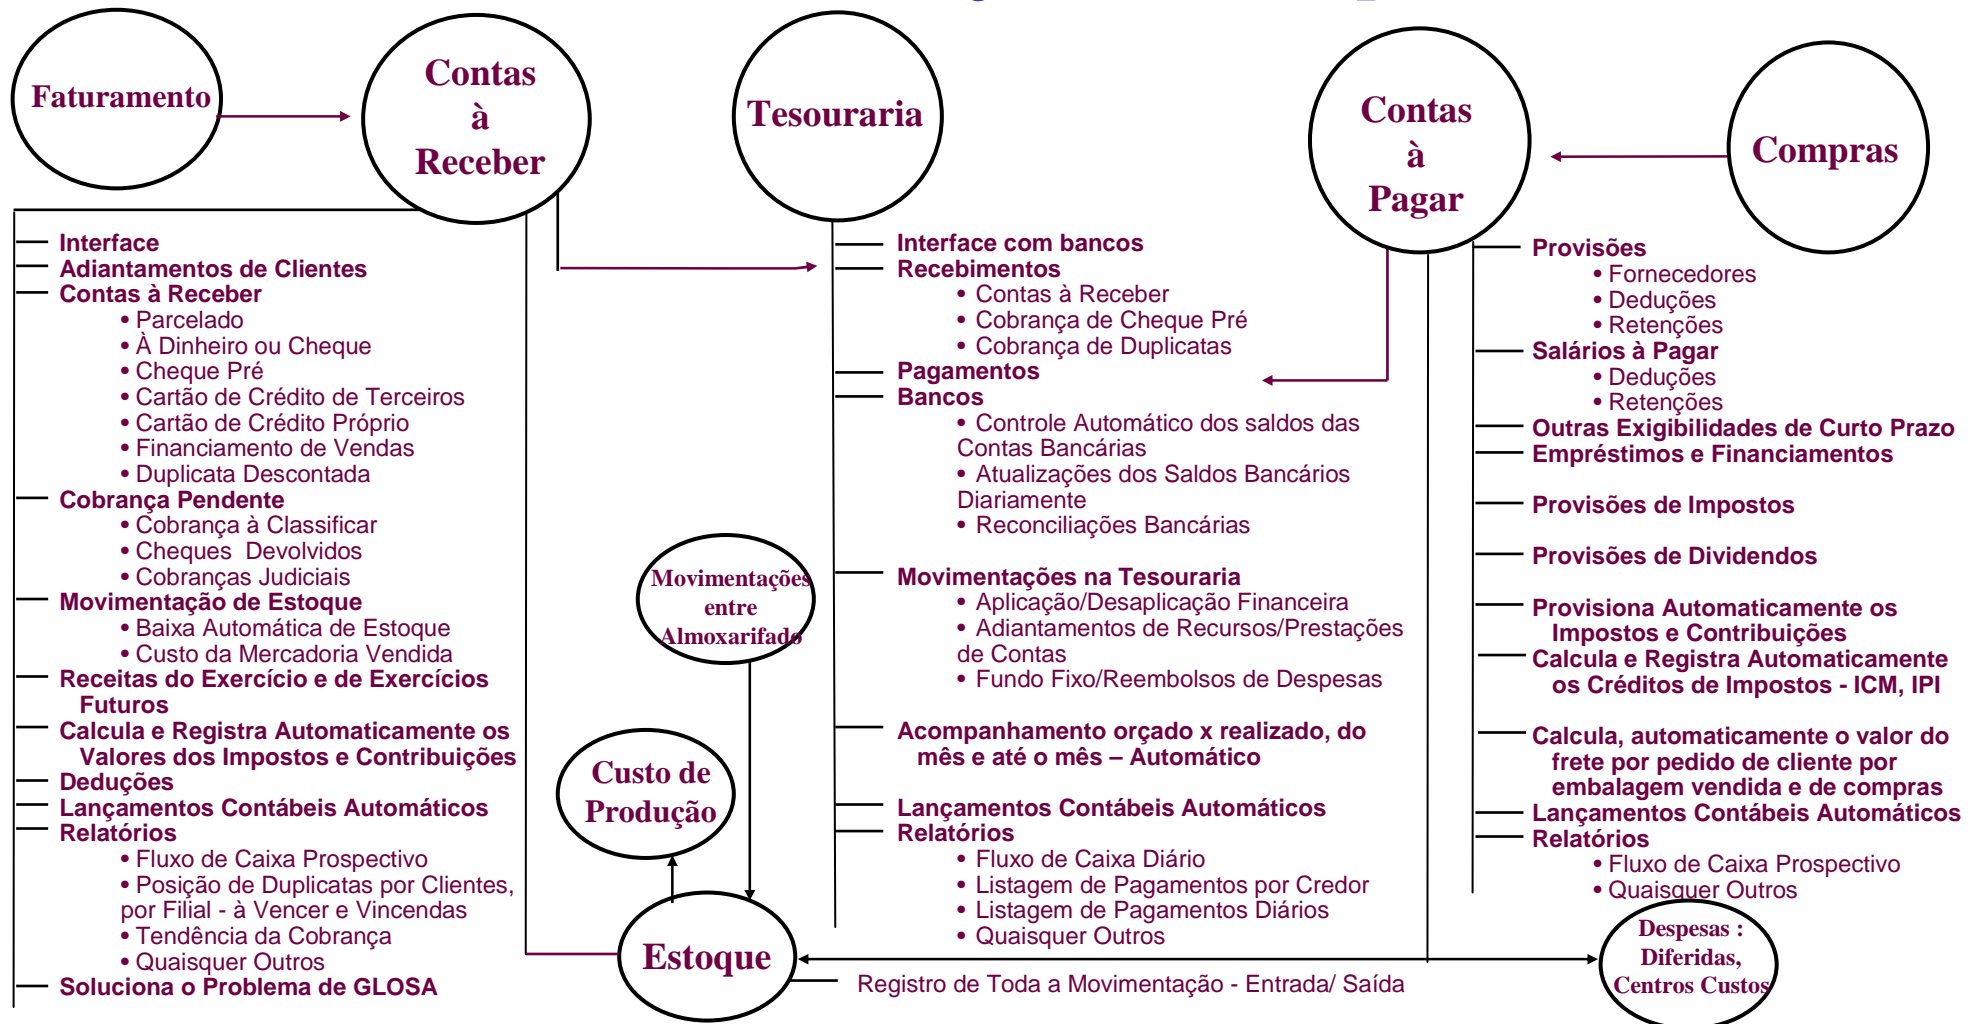 Faturamento
Contas
à
Receber
Tesouraria
Contas
à
Pagar
Compras
Interface
Adiantamentos de Clientes
Contas à Receber
• Parcelado
• À Dinheiro ou Cheque
• Cheque Pré
• Cartão de Crédito de Terceiros
• Cartão de Crédito Próprio
• Financiamento de Vendas
• Duplicata Descontada
Cobrança Pendente
• Cobrança à Classificar
• Cheques Devolvidos
• Cobranças Judiciais
Movimentação de Estoque
• Baixa Automática de Estoque
• Custo da Mercadoria Vendida
Receitas do Exercício e de Exercícios
Futuros
Calcula e Registra Automaticamente os
Valores dos Impostos e Contribuições
Deduções
Lançamentos Contábeis Automáticos
Relatórios
• Fluxo de Caixa Prospectivo
• Posição de Duplicatas por Clientes,
por Filial - à Vencer e Vincendas
• Tendência da Cobrança
• Quaisquer Outros
Soluciona o Problema de GLOSA
Movimentações
entre
Almoxarifado
Custo de
Produção
Estoque
Interface com bancos
Recebimentos
• Contas à Receber
• Cobrança de Cheque Pré
• Cobrança de Duplicatas
Pagamentos
Bancos
• Controle Automático dos saldos das
Contas Bancárias
• Atualizações dos Saldos Bancários
Diariamente
• Reconciliações Bancárias
Movimentações na Tesouraria
• Aplicação/Desaplicação Financeira
• Adiantamentos de Recursos/Prestações
de Contas
• Fundo Fixo/Reembolsos de Despesas
Acompanhamento orçado x realizado, do
mês e até o mês – Automático
Lançamentos Contábeis Automáticos
Relatórios
• Fluxo de Caixa Diário
• Listagem de Pagamentos por Credor
• Listagem de Pagamentos Diários
• Quaisquer Outros
Registro de Toda a Movimentação - Entrada/ Saída
Provisões
• Fornecedores
• Deduções
• Retenções
Salários à Pagar
• Deduções
• Retenções
Outras Exigibilidades de Curto Prazo
Empréstimos e Financiamentos
Provisões de Impostos
Provisões de Dividendos
Provisiona Automaticamente os
Impostos e Contribuições
Calcula e Registra Automaticamente
os Créditos de Impostos - ICM, IPI
Calcula, automaticamente o valor do
frete por pedido de cliente por
embalagem vendida e de compras
Lançamentos Contábeis Automáticos
Relatórios
• Fluxo de Caixa Prospectivo
• Quaisquer Outros
Despesas :
Diferidas,
Centros Custos